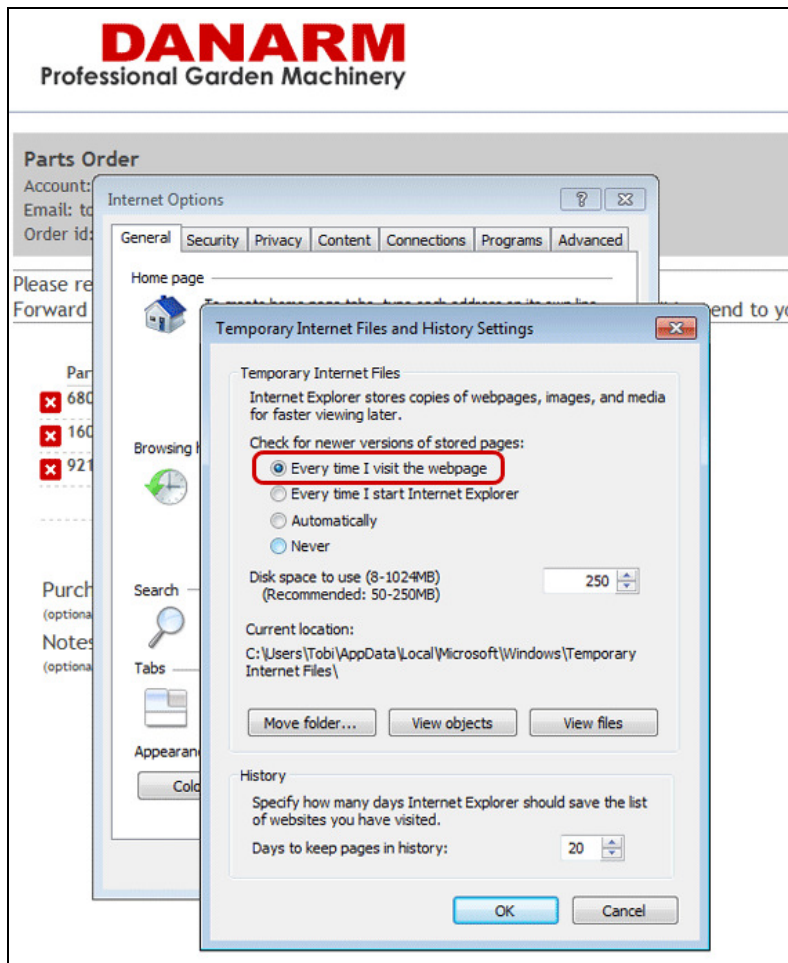 DANARM
Professional Garden Machinery
Parts Order
Account:
Email:
Order id:
Internet Options
General Security Privacy Content Connections Programs Advanced
Home page
Please
Forward
end to
Temporary Internet Files and History Settings
Temporary Internet Files
Internet Explorer stores copies of webpages, images, and media
for faster viewing later.
Check for newer versions of stored pages:
Every time I visit the webpage
Every time I start Internet Explorer
Automatically
Never
680
160
921
Browsing
Disk space to use (8-1024MB)
(Recommended: 50-250MB)
250
Current location:
C:\Users\Tobi\AppData\Local\Microsoft\Windows\Temporary
Internet Files\
Search
Notes
Tabs
Move folder... View objects View files
History
Specify how many days Internet Explorer should save the list
of websites you have visited.
Days to keep pages in history: 20
OK Cancel